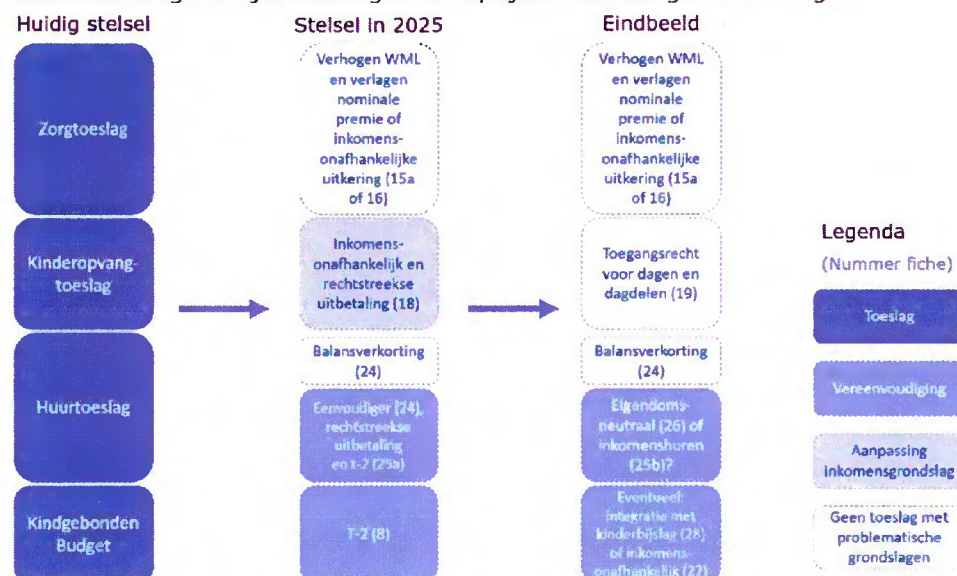 Huidig stelsel
Zorgtoeslag
Kinderopvang-
toeslag
Huurtoeslag
Kindgebonden
Budget
Stelsel in 2025
Verhogen WML
en verlagen
nominale
premie of
inkomens-
onafhankelijke
uitkering (15a
of 16)
Inkomens-
onafhankelijk en
rechtstreekse
uitbetaling (18)
Balansverkorting
(24)
Eenvoudiger (24),
rechtstreekse
uitbetaling
en t-2 (25a)
T-2 (8)
Eindbeeld
Verhogen WML
en verlagen
nominale
premie of
inkomens-
onafhankelijke
uitkering (15a
of 16)
Toegangsrecht
voor dagen en
dagdelen (19)
Balansverkorting
(24)
Eigendoms-
neutraal (26) of
inkomenshuren
(25b)?
Eventueel:
integratie met
kinderbijslag (28)
of inkomens-
onafhankelijk (27)
Legenda
(Nummer fiche)
Toeslag
Vereenvoudiging
Aanpassing
inkomensgrondslag
Geen toeslag met
problematische
grondslagen